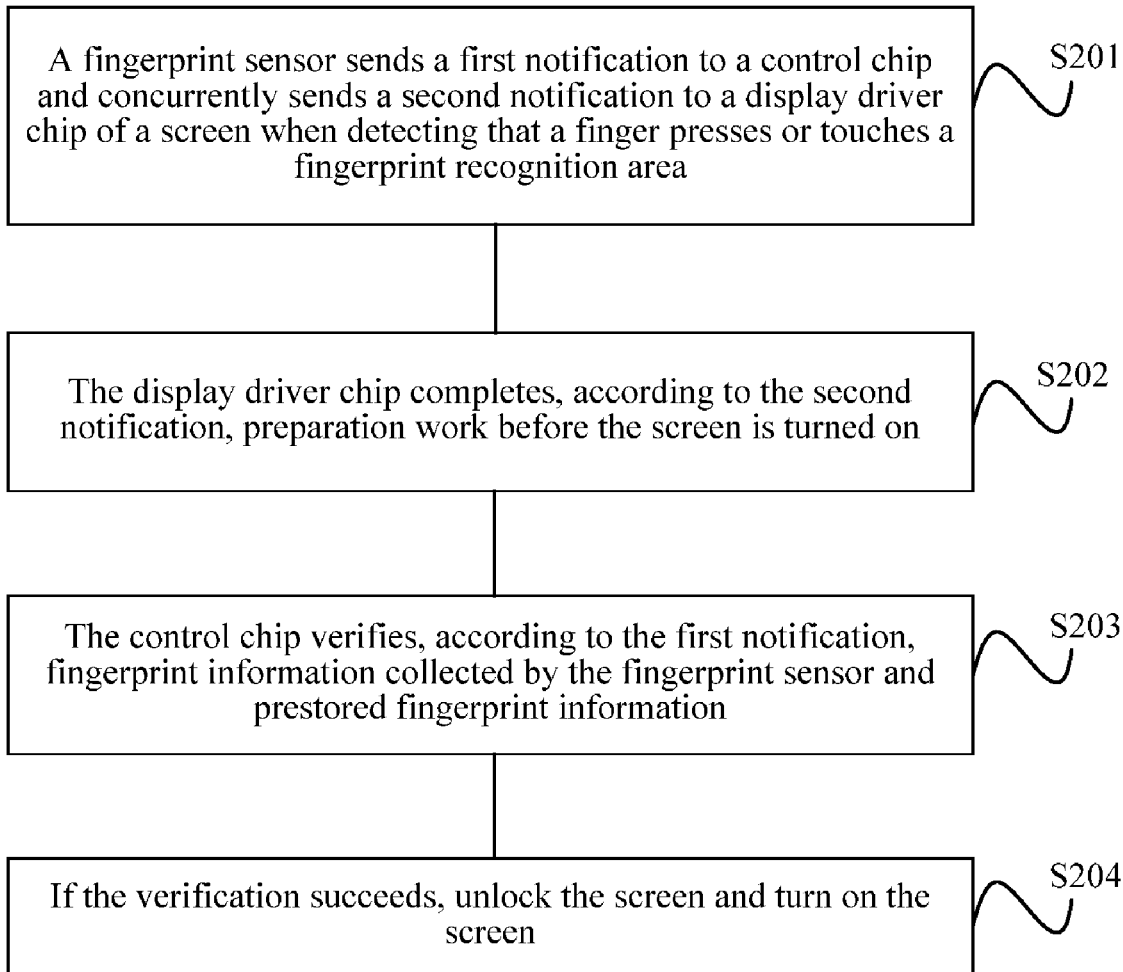 A fingerprint sensor sends a first notification to a control chip
and concurrently sends a second notification to a display driver
chip of a screen when detecting that a finger presses or touches a
fingerprint recognition area
S201
The display driver chip completes, according to the second
notification, preparation work before the screen is turned on
S202
The control chip verifies, according to the first notification,
fingerprint information collected by the fingerprint sensor and
prestored fingerprint information
S203
If the verification succeeds, unlock the screen and turn on the
screen
S204